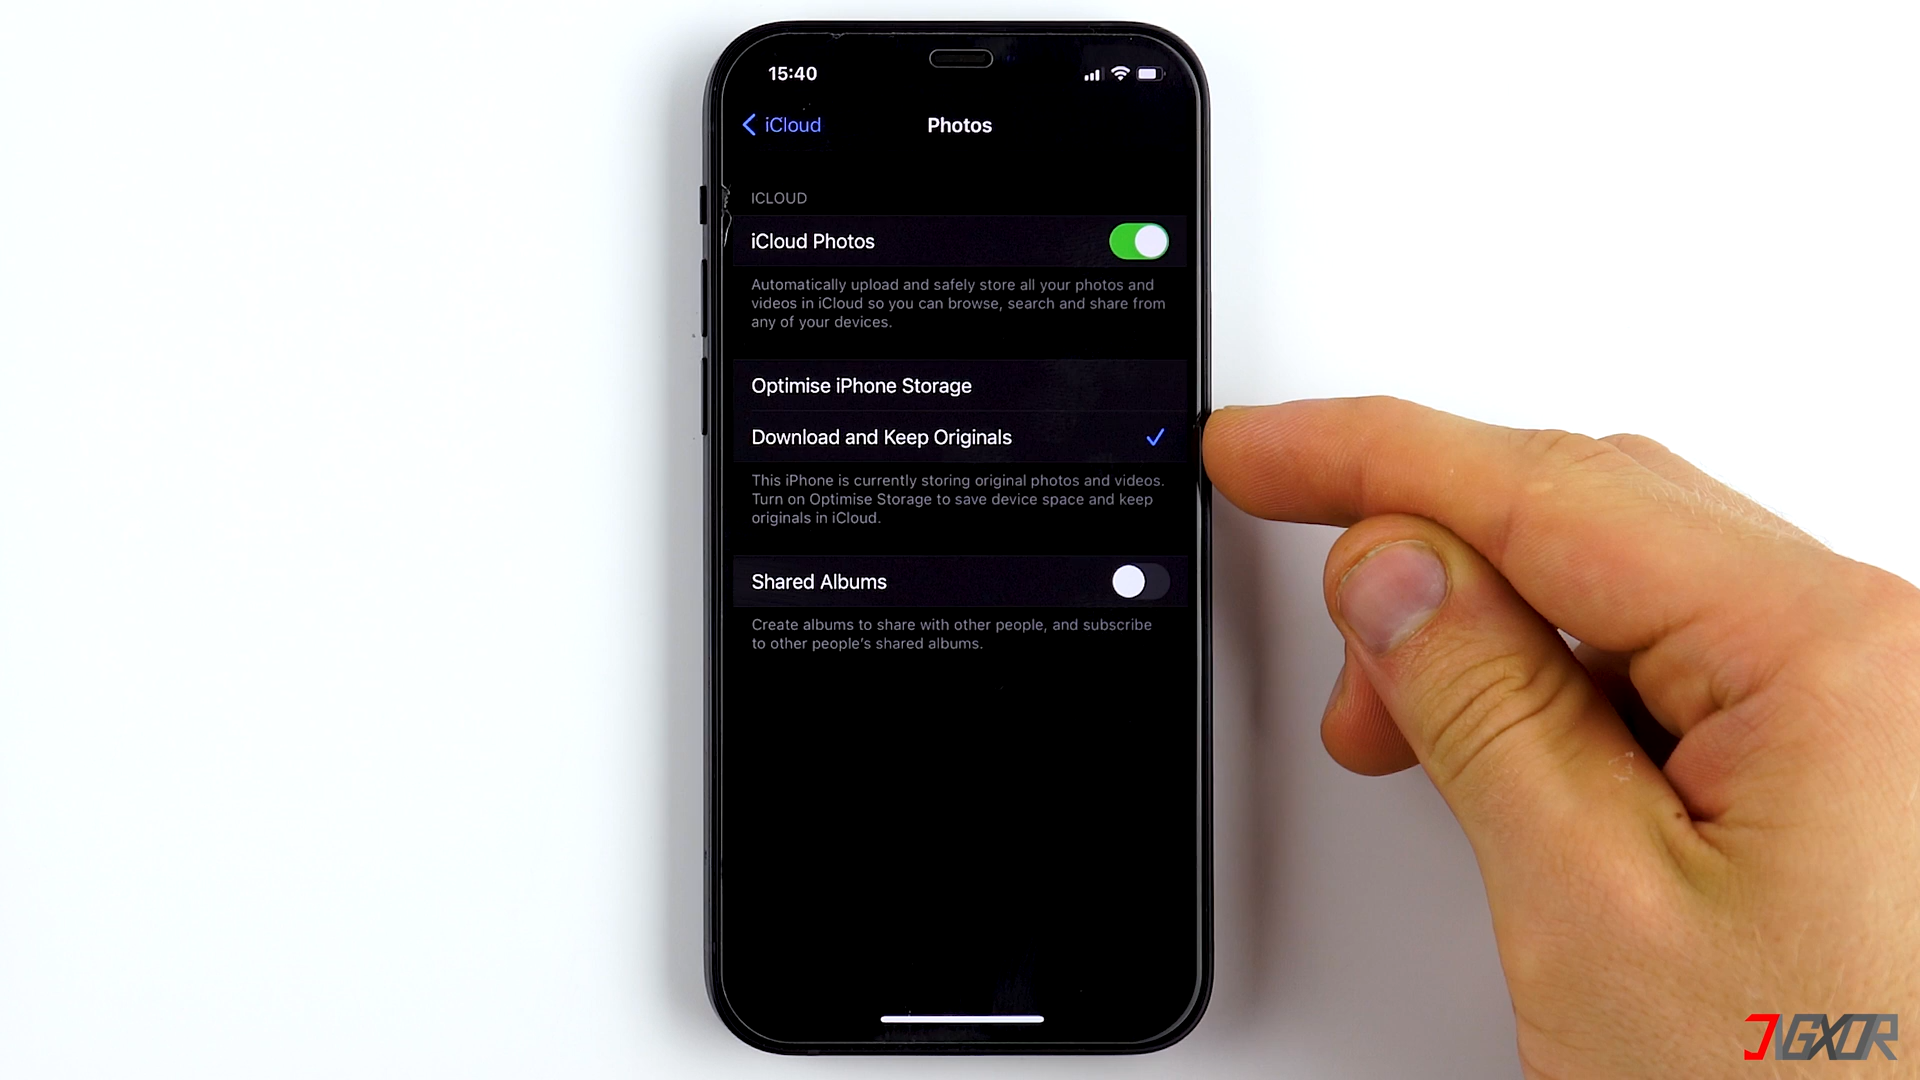 15:40
iCloud
Photos
ICLOUD
iCloud Photos
Automatically upload and safely store all your photos and
videos in iCloud so you can browse, search and share from
any of your devices.
Optimise iPhone Storage
Download and Keep Originals
This iPhone is currently storing original photos and videos.
Turn on Optimise Storage to save device space and keep
originals in iCloud.
Shared Albums
Create albums to share with other people, and subscribe
to other people's shared albums.